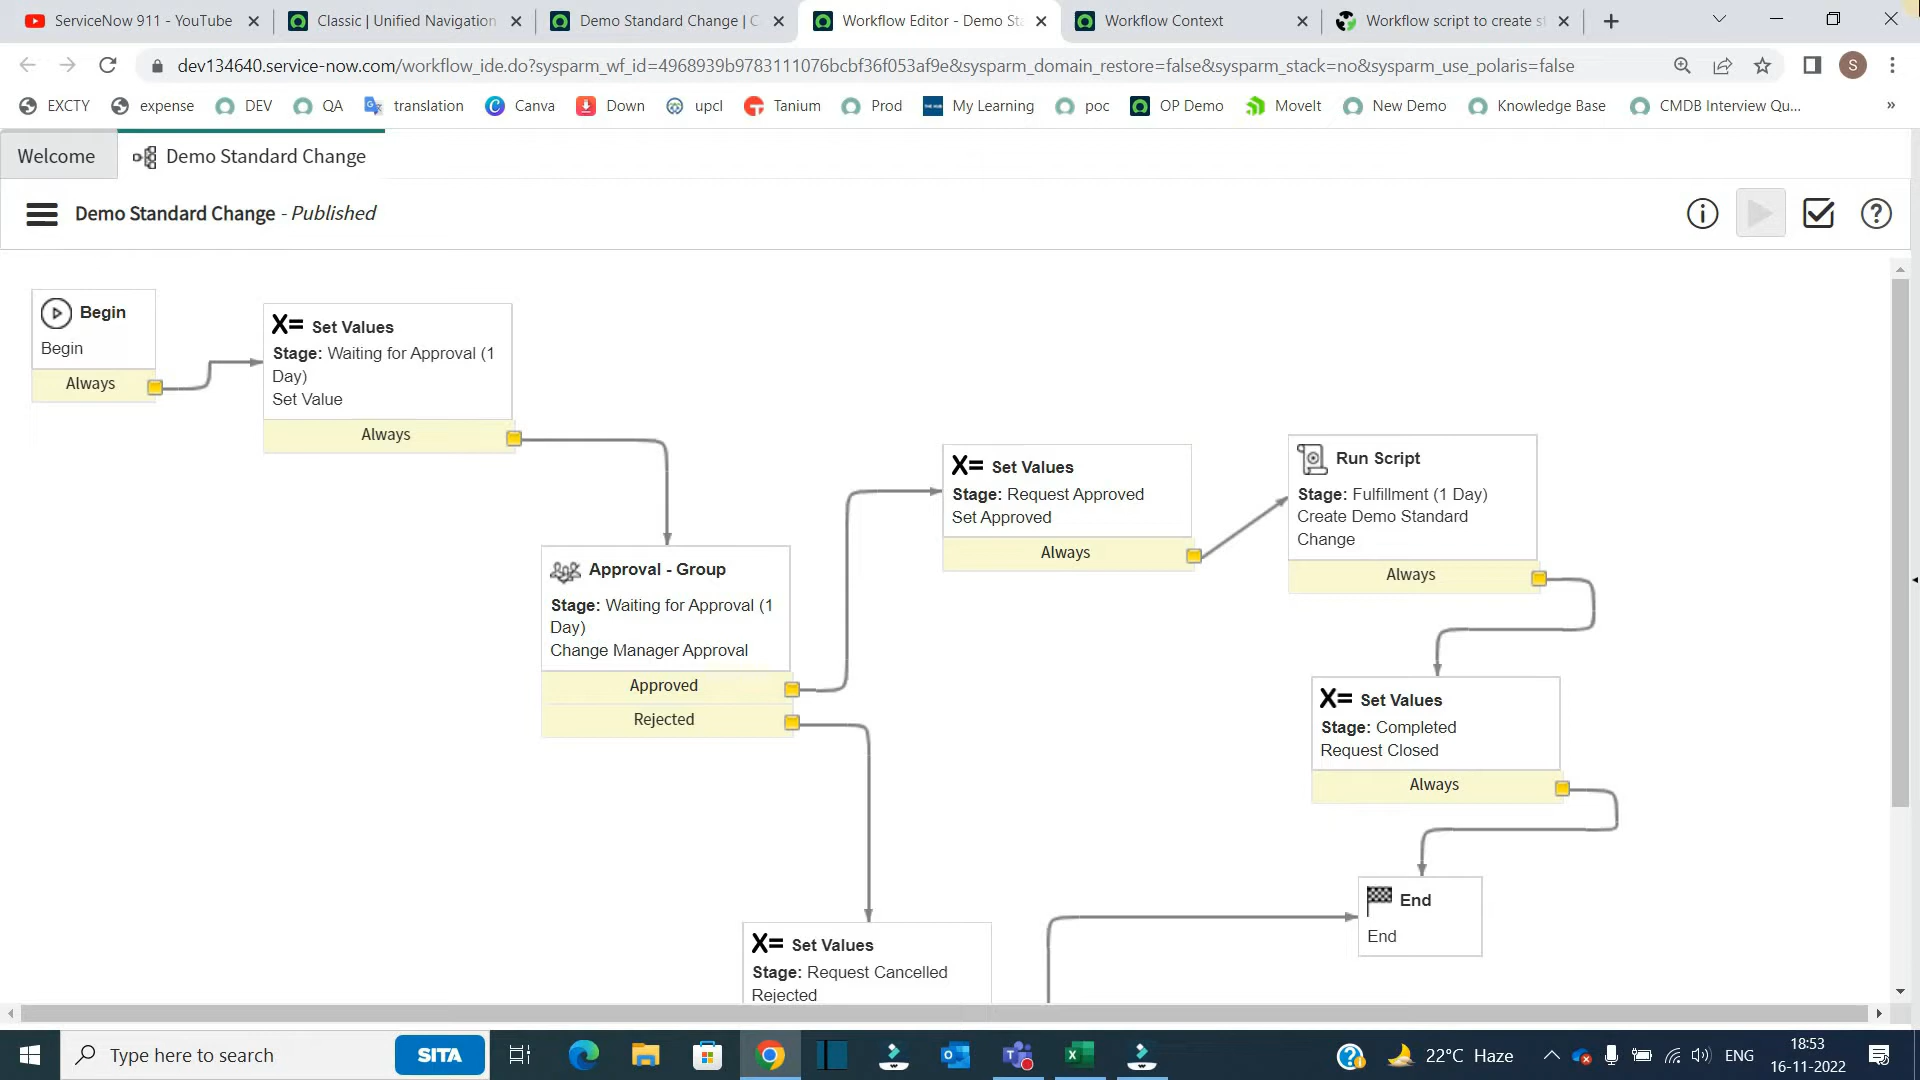 ServiceNow 911 - YouTube
Classic | Unified Navigation
Demo Standard Change | C
Workflow Editor - Demo St
Workflow Context
Workflow script to create st
dev134640.service-now.com/workflow_ide.do?sysparm_wf_id=4968939b9783111076bcbf36f053af9e&sysparm_domain_restore=false&sysparm_stack=no&sysparm_use_polaris=false
S
EXCTY
expense
DEV
QA
translation
Canva
Down
upcl
Tanium
Prod
My Learning
poc
OP Demo
MoveIt
New Demo
Knowledge Base
CMDB Interview Qu...
»
Welcome
Demo Standard Change
Demo Standard Change - Published
Begin
Begin
Always
X= Set Values
Stage: Waiting for Approval (1
Day)
Set Value
Always
Approval - Group
Stage: Waiting for Approval (1
Day)
Change Manager Approval
Approved
Rejected
X= Set Values
Stage: Request Approved
Set Approved
Always
Run Script
Stage: Fulfillment (1 Day)
Create Demo Standard
Change
Always
X= Set Values
Stage: Completed
Request Closed
Always
End
End
X= Set Values
Stage: Request Cancelled
Rejected
Type here to search
SITA
22°C Haze
ENG
18:53
16-11-2022